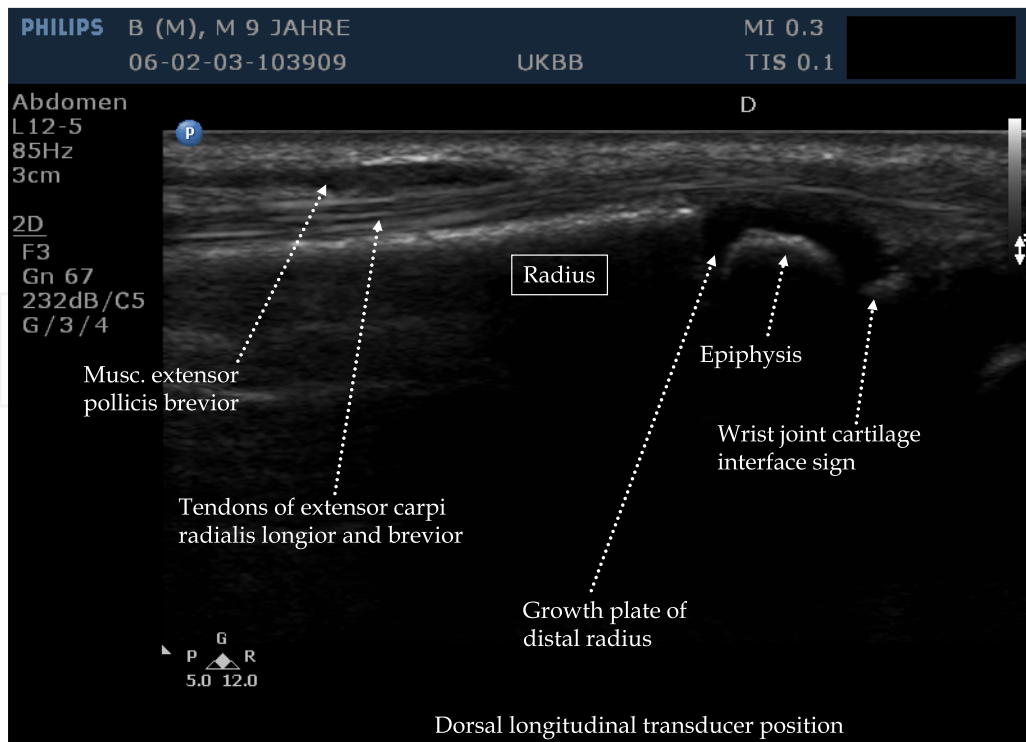 PHILIPS B (M), M 9 JAHRE MI 0.3
06-02-03-103909 UKBB TIS 0.1
Abdomen
L12-5
85Hz
3cm
D
P
2D
F3
Gn 67
232dB/C5
G/3/4
Radius
Epiphysis
Musc. extensor
pollicis brevior
Wrist joint cartilage
interface sign
Tendons of extensor carpi
radialis longior and brevior
Growth plate of
distal radius
G
P R
5.0 12.0
Dorsal longitudinal transducer position